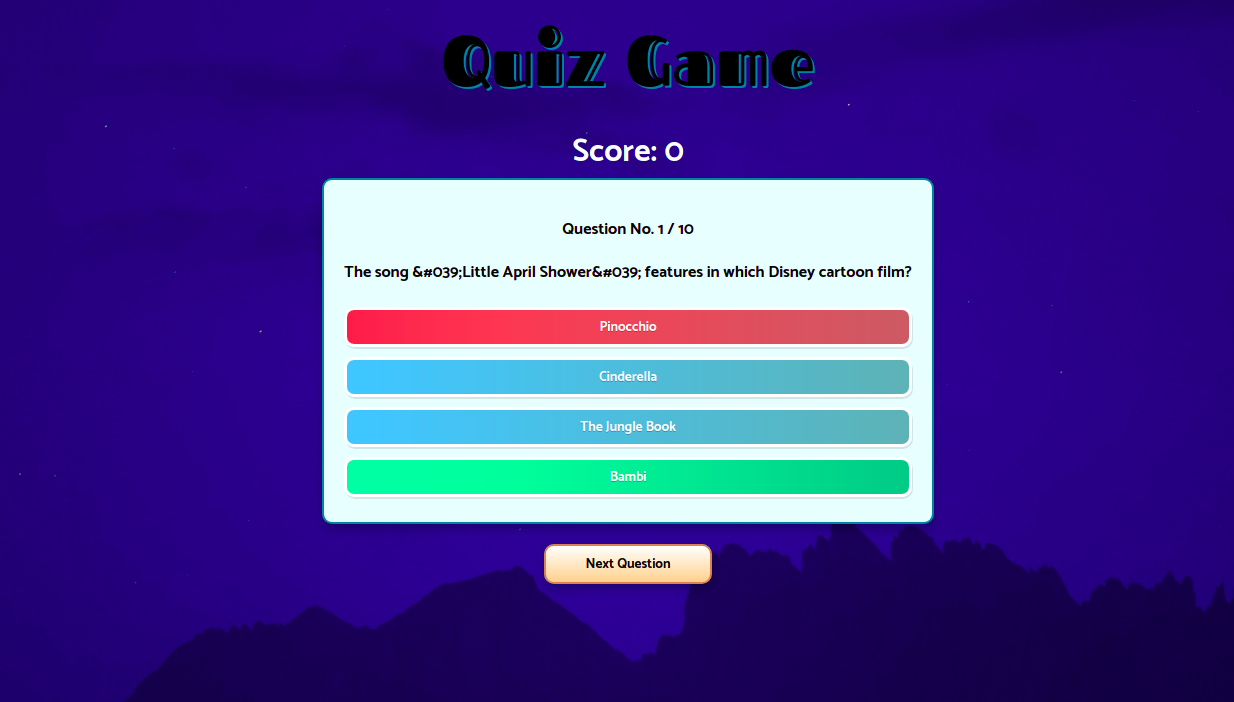 Quiz Game
Score: 0
Question No. 1 / 10
The song &#039;Little April Shower&#039; features in which Disney cartoon film?
Pinocchio
Cinderella
The Jungle Book
Bambi
Next Question